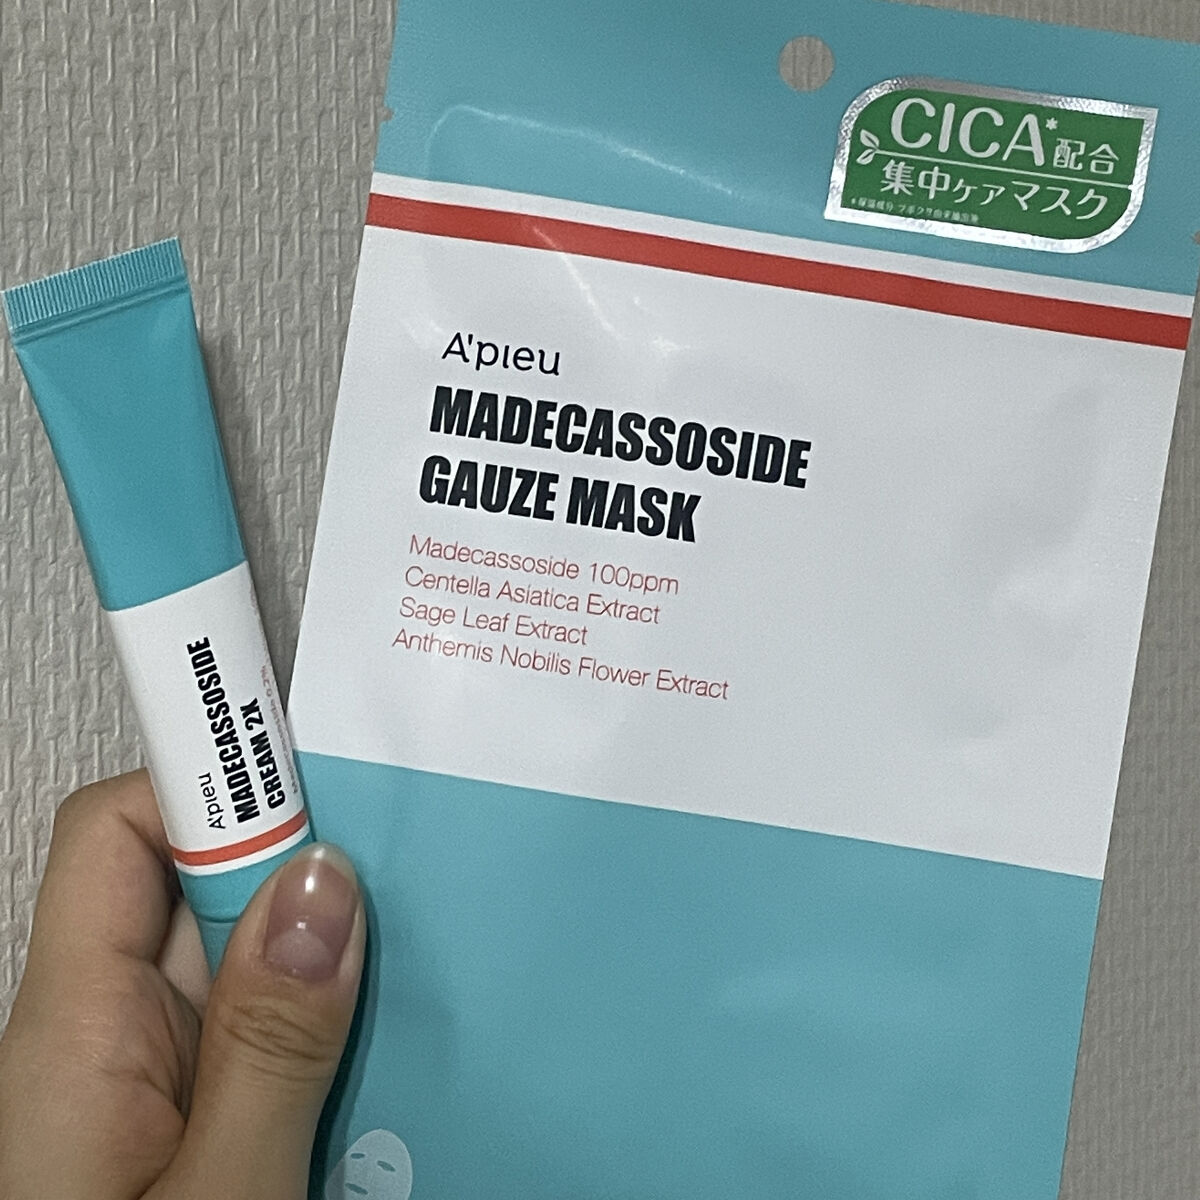 CICA*配合
集中ケアマスク
A'pieu
MADECASSOSIDE
GAUZE MASK
Madecassoside 100ppm
Centella Asiatica Extract
Sage Leaf Extract
Anthemis Nobilis Flower Extract
A'pieu
MADECASSOSIDE
CREAM 2X